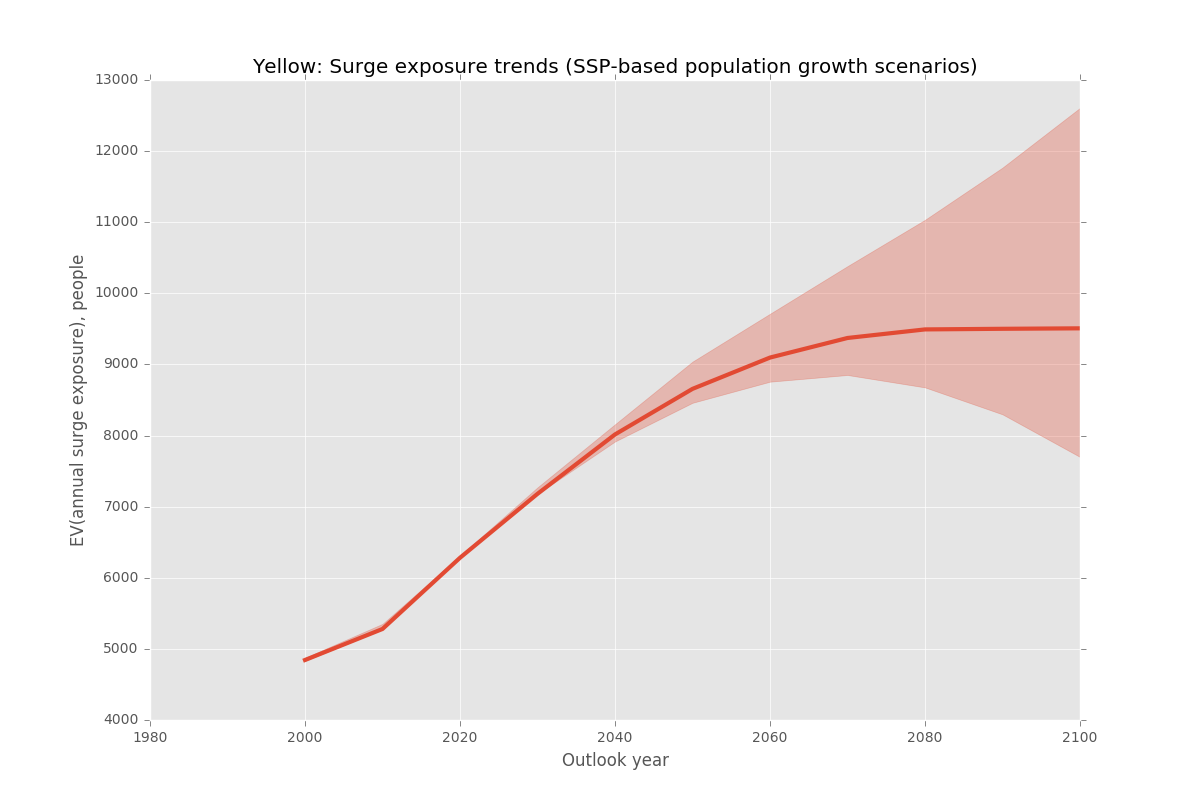 Yellow: Surge exposure trends (SSP-based population growth scenarios)
13000
12000
11000
10000
9000
8000
7000
6000
5000
4000
EV(annual surge exposure), people
1980 2000 2020 2040 2060 2080 2100
Outlook year